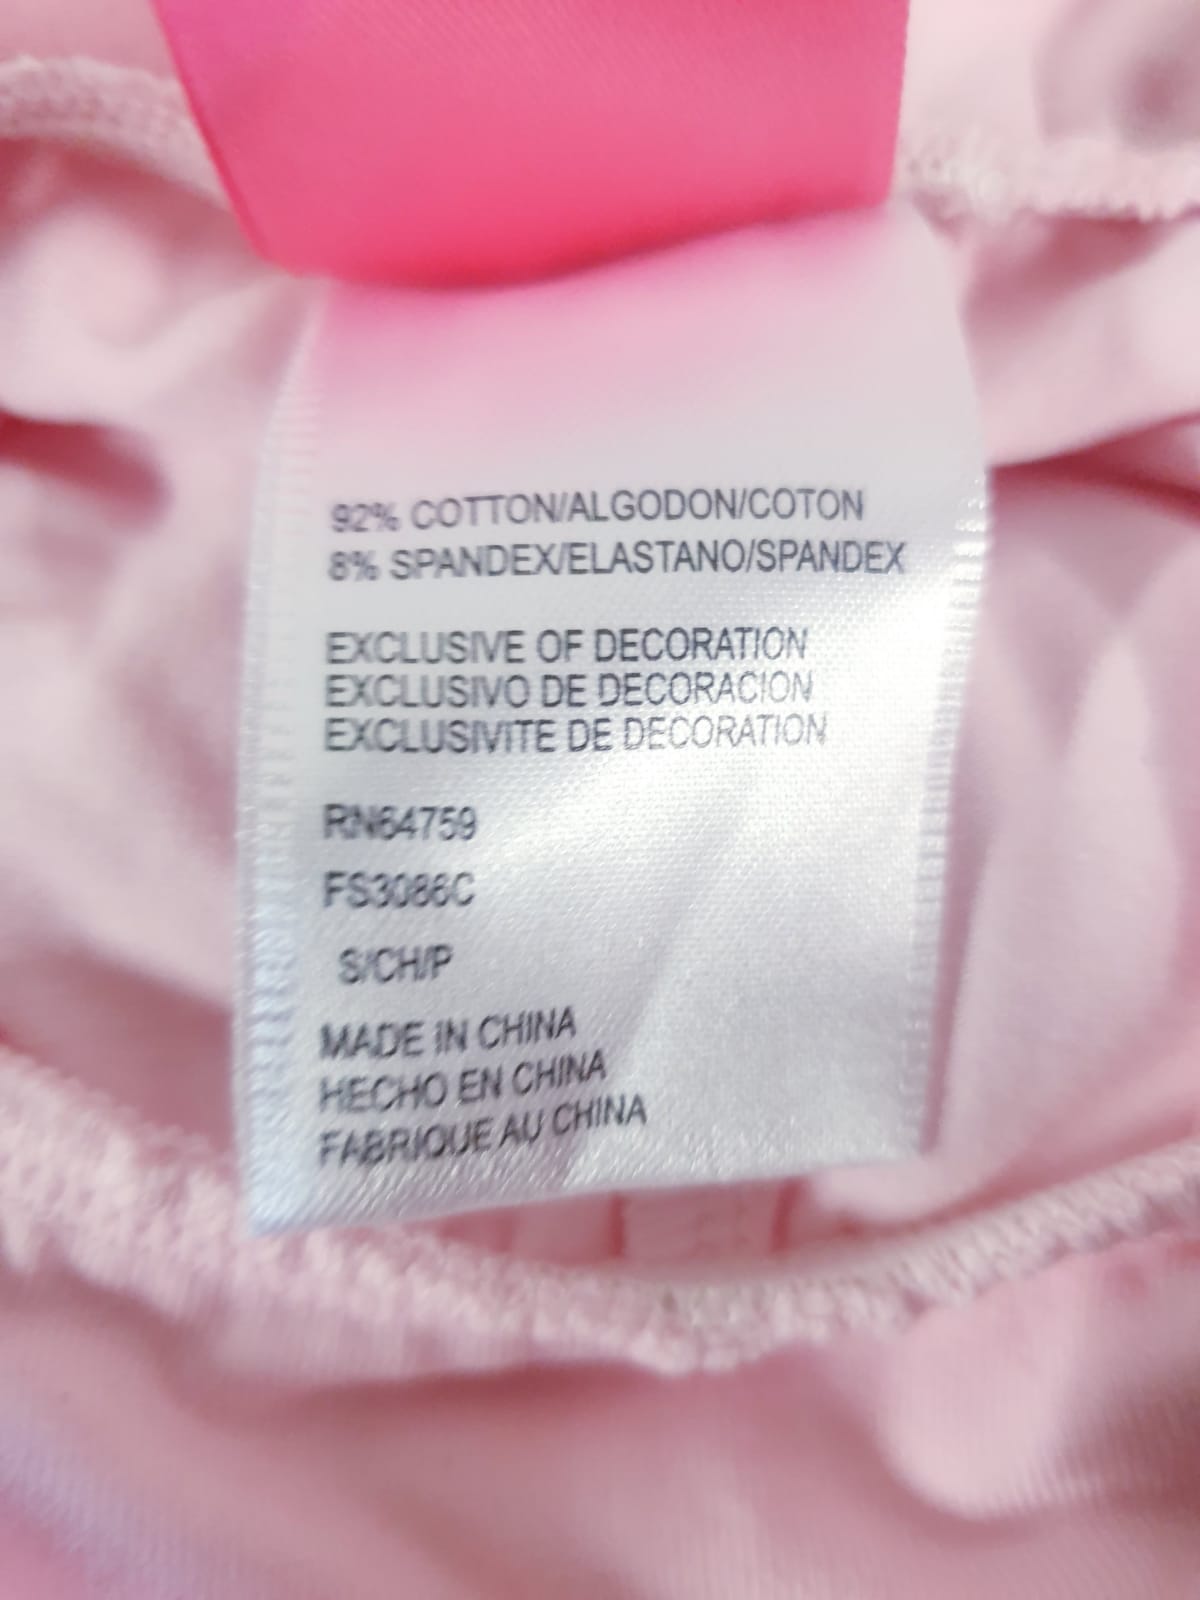 92% COTTON/ALGODON/COTON
8% SPANDEX/ELASTANO/SPANDEX
EXCLUSIVE OF DECORATION
EXCLUSIVO DE DECORACION
EXCLUSIVITE DE DECORATION
RN64759
FS3086C
S/CH/P
MADE IN CHINA
HECHO EN CHINA
FABRIQUE AU CHINA